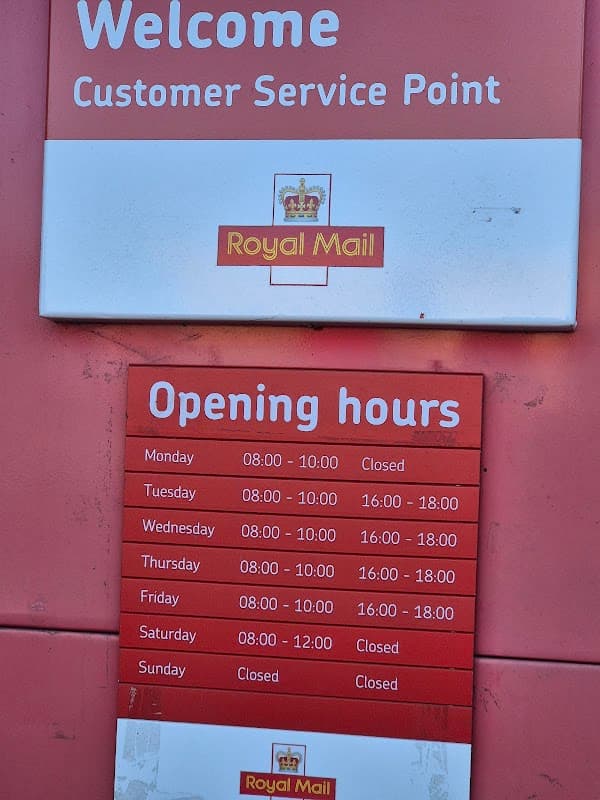 Welcome
Customer Service Point
Royal Mail
Opening hours
Monday 08:00 - 10:00 Closed
Tuesday 08:00 - 10:00 16:00 - 18:00
Wednesday 08:00 - 10:00 16:00 - 18:00
Thursday 08:00 - 10:00 16:00 - 18:00
Friday 08:00 - 10:00 16:00 - 18:00
Saturday 08:00 - 12:00 Closed
Sunday Closed Closed
Royal Mail